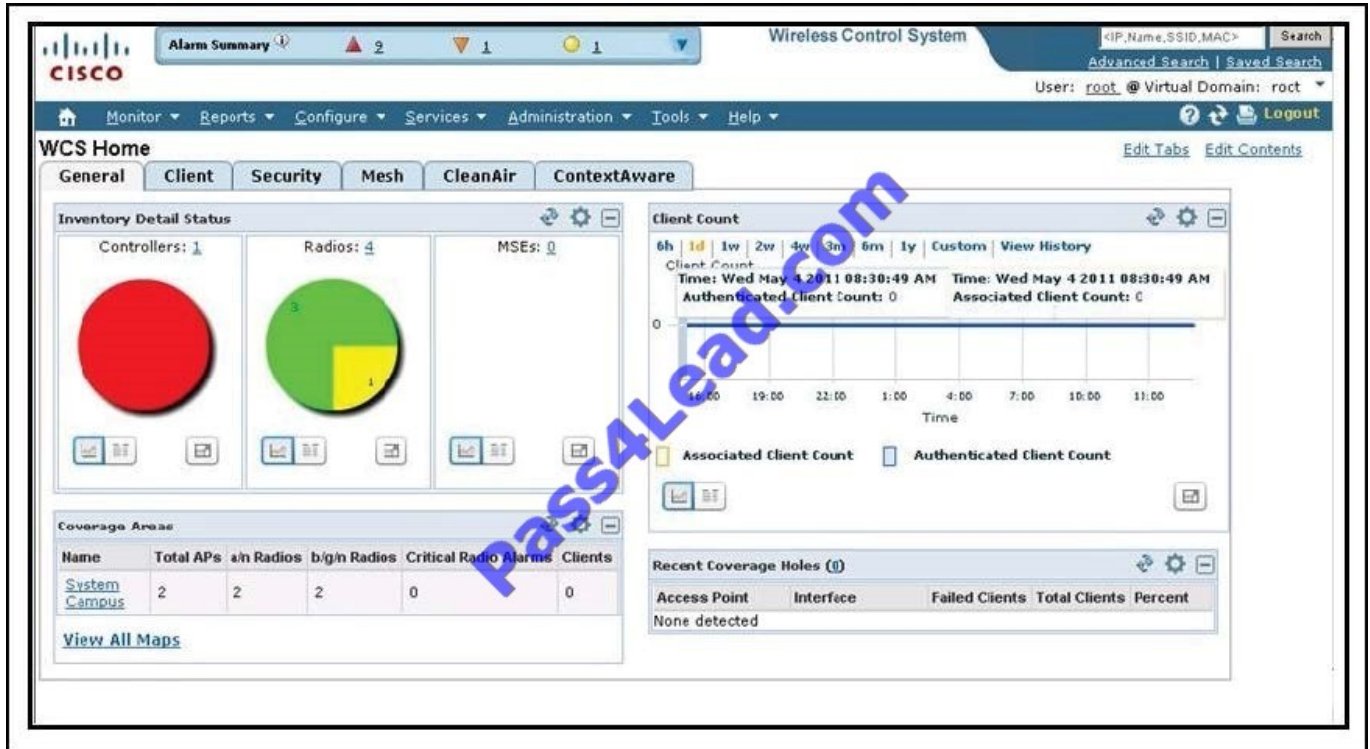 CISCO
Alarm Summary 9 1 1
Wireless Control System
<IP,Name,SSID,MAC> Search
Advanced Search | Saved Search
User: root @ Virtual Domain: root
Monitor Reports Configure Services Administration Tools Help Logout
WCS Home
Edit Tabs Edit Contents
General Client Security Mesh CleanAir ContextAware
Inventory Detail Status
Controllers: 1 Radios: 4 MSEs: 0
3
1
Client Count
6h | 1d | 1w | 2w | 4w | 3m | 6m | 1y | Custom | View History
Client Count
Time: Wed May 4 2011 08:30:49 AM Time: Wed May 4 2011 08:30:49 AM
Authenticated Client Count: 0 Associated Client Count: 0
0
16:00 19:00 22:00 1:00 4:00 7:00 10:00 11:00
Time
Associated Client Count Authenticated Client Count
Coverage Areas
Name Total APs a/n Radios b/g/n Radios Critical Radio Alarms Clients
System Campus 2 2 2 0 0
View All Maps
Recent Coverage Holes (0)
Access Point Interface Failed Clients Total Clients Percent
None detected
Pass4Lead.com